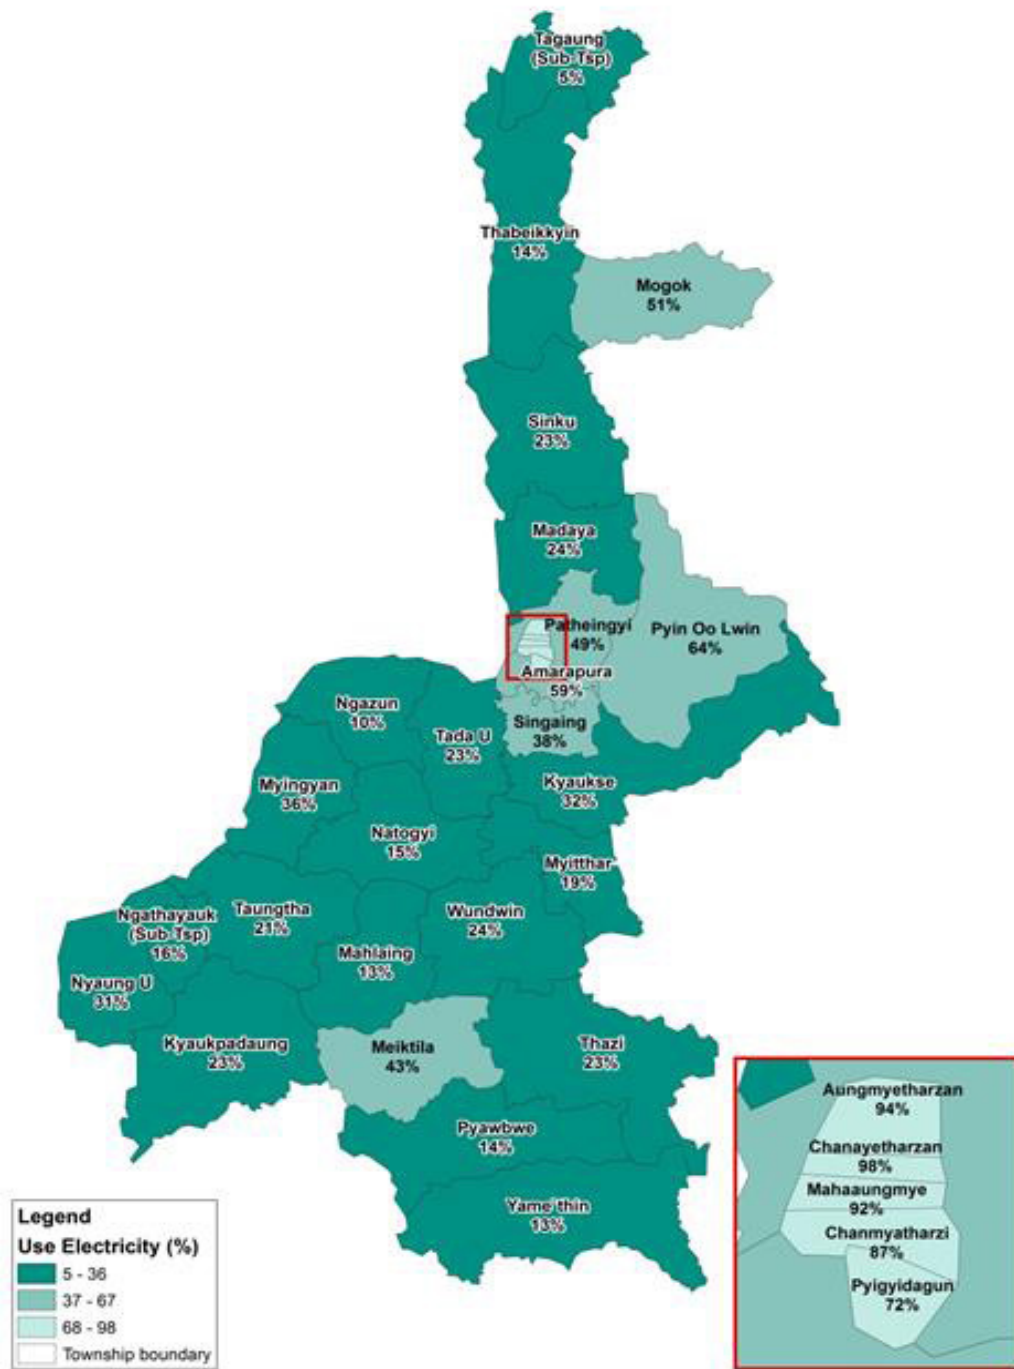 Tagaung
(Sub-Tsp)
5%
Thabeikkyin
14%
Mogok
51%
Sinku
23%
Madaya
24%
Patheingyi
49%
Pyin Oo Lwin
64%
Amarapura
59%
Singaing
38%
Ngazun
10%
Tada U
23%
Kyaukse
32%
Myingyan
36%
Natogyi
15%
Myitthar
19%
Ngathayauk
(Sub-Tsp)
16%
Taungtha
21%
Wundwin
24%
Mahlaing
13%
Nyaung U
31%
Kyaukpadaung
23%
Meiktila
43%
Thazi
23%
Pyawbwe
14%
Yame`thin
13%
Aungmyetharzan
94%
Chanayetharzan
98%
Mahaaungmye
92%
Chanmyatharzi
87%
Pyigyidagun
72%
Legend
Use Electricity (%)
5 - 36
37 - 67
68 - 98
Township boundary